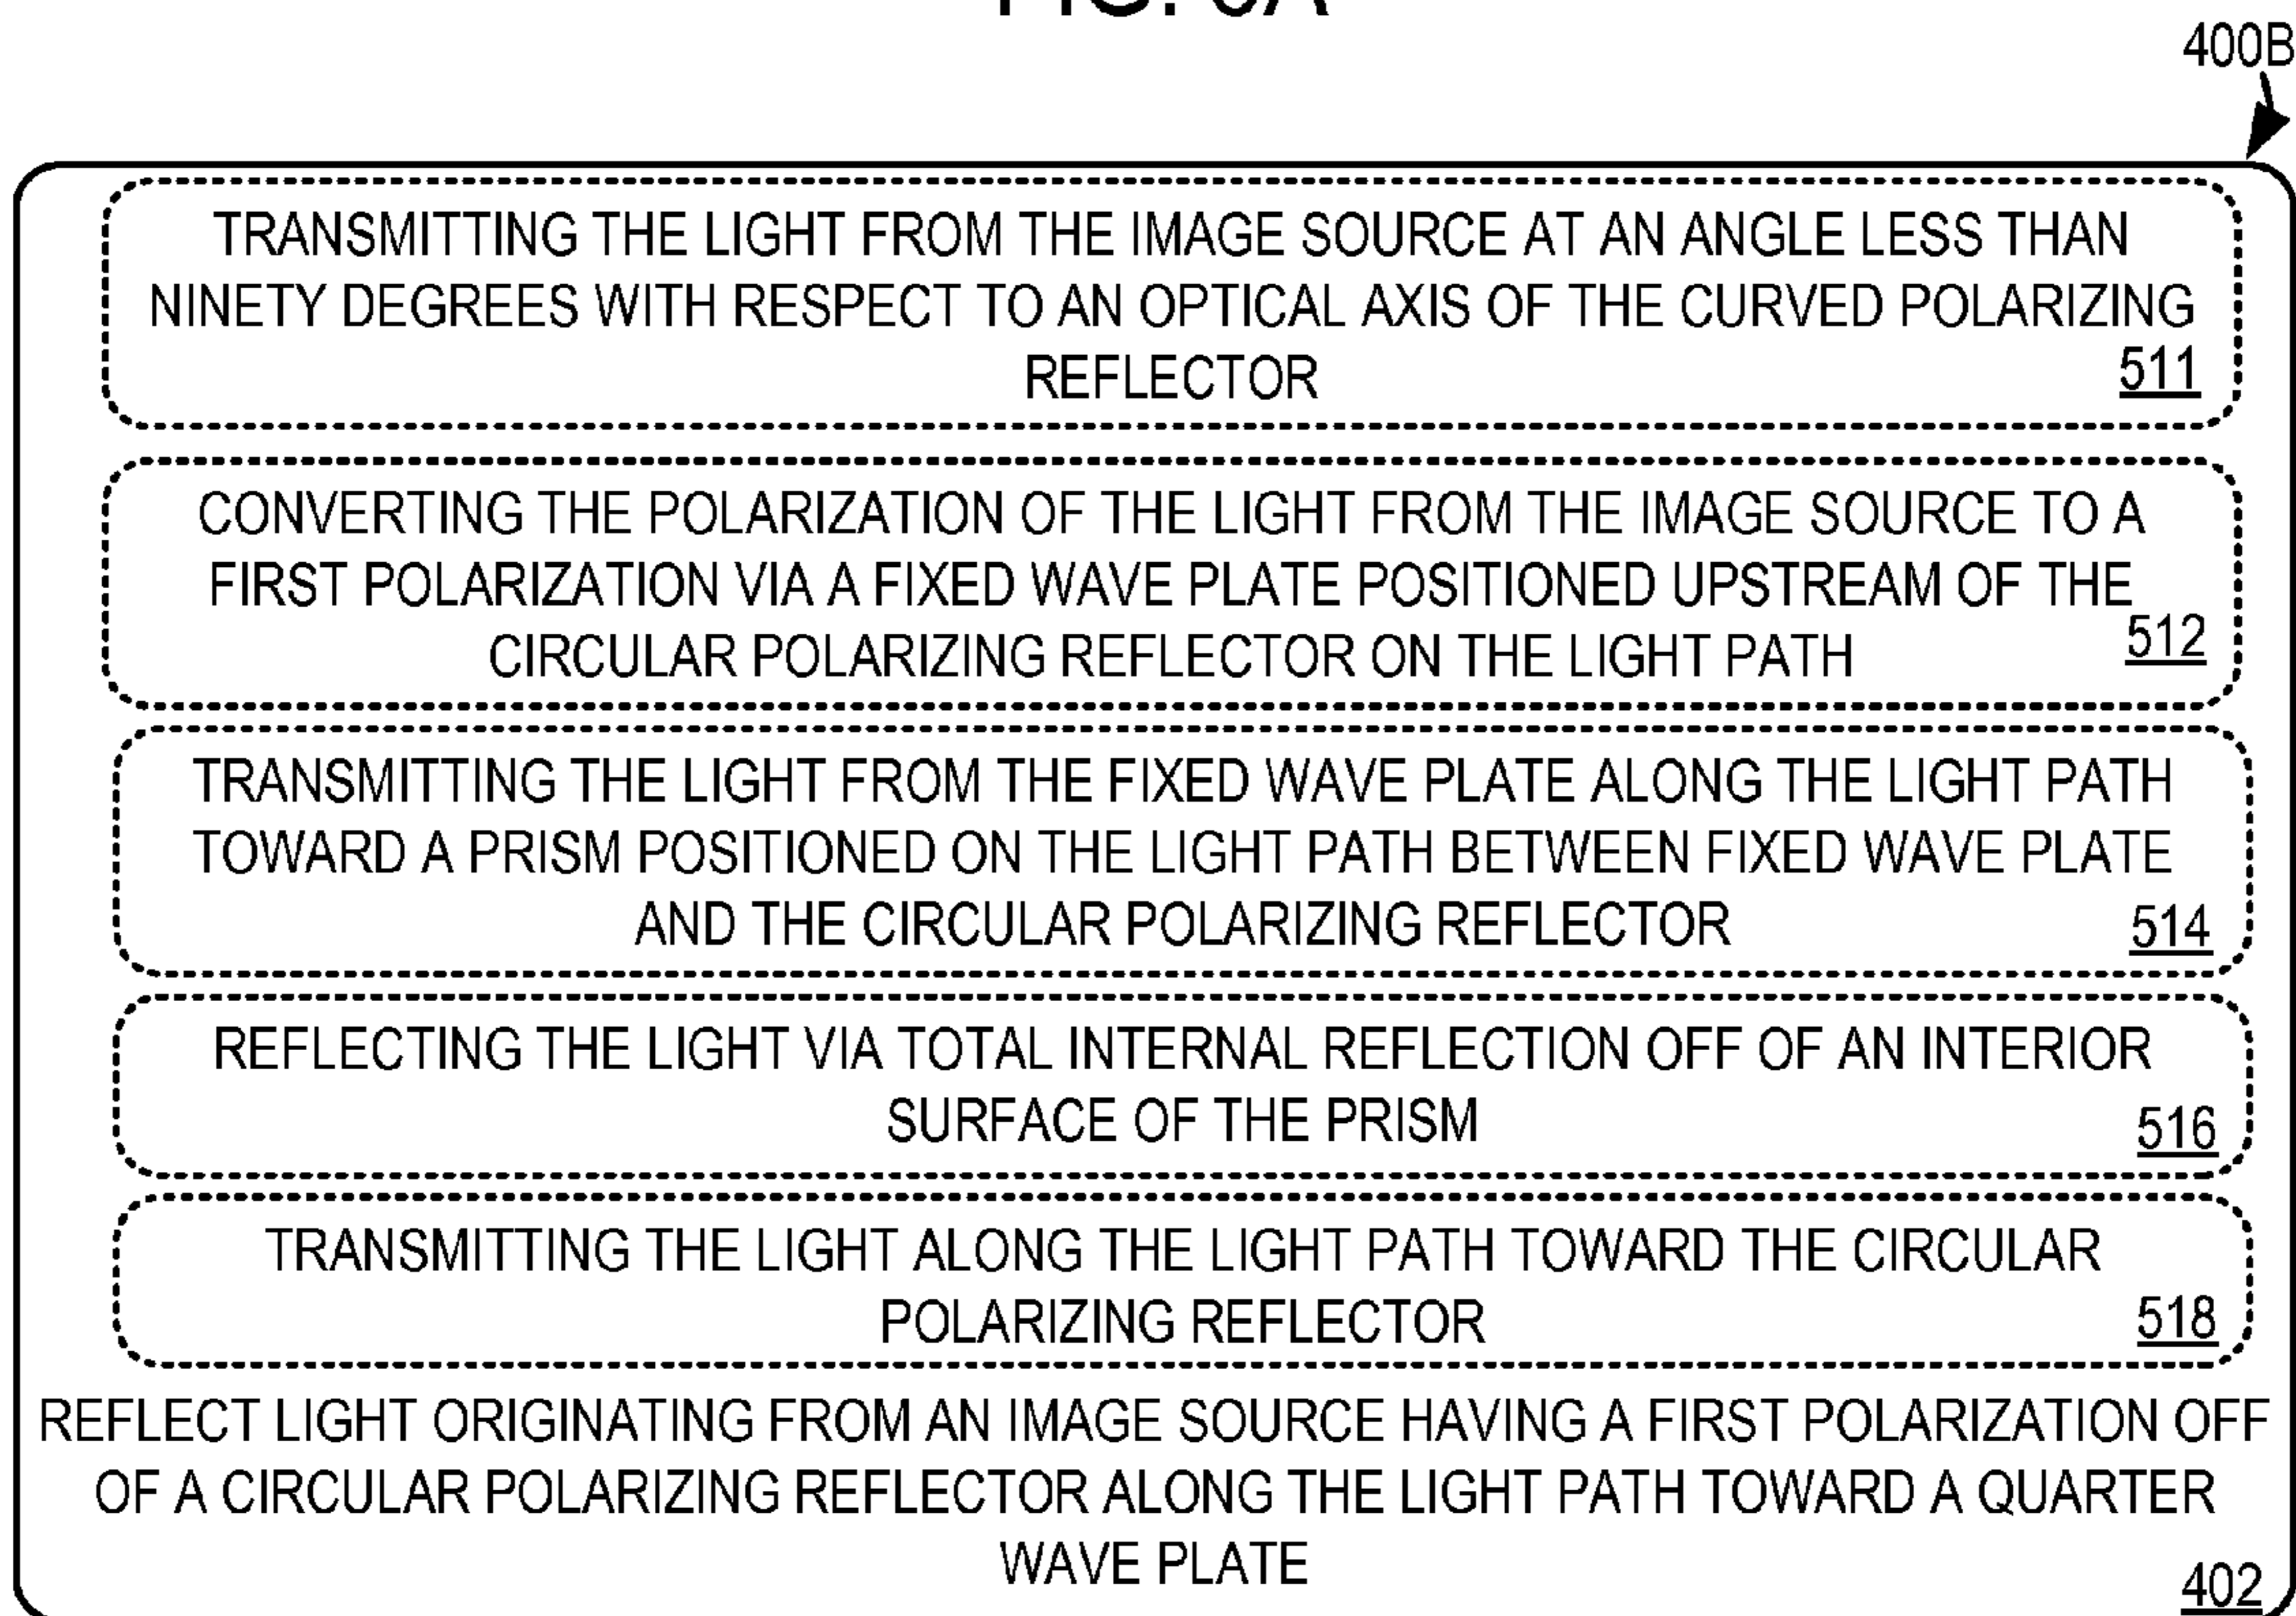 400B
TRANSMITTING THE LIGHT FROM THE IMAGE SOURCE AT AN ANGLE LESS THAN
NINETY DEGREES WITH RESPECT TO AN OPTICAL AXIS OF THE CURVED POLARIZING
REFLECTOR
511
CONVERTING THE POLARIZATION OF THE LIGHT FROM THE IMAGE SOURCE TO A
FIRST POLARIZATION VIA A FIXED WAVE PLATE POSITIONED UPSTREAM OF THE
CIRCULAR POLARIZING REFLECTOR ON THE LIGHT PATH
512
TRANSMITTING THE LIGHT FROM THE FIXED WAVE PLATE ALONG THE LIGHT PATH
TOWARD A PRISM POSITIONED ON THE LIGHT PATH BETWEEN FIXED WAVE PLATE
AND THE CIRCULAR POLARIZING REFLECTOR
514
REFLECTING THE LIGHT VIA TOTAL INTERNAL REFLECTION OFF OF AN INTERIOR
SURFACE OF THE PRISM
516
TRANSMITTING THE LIGHT ALONG THE LIGHT PATH TOWARD THE CIRCULAR
POLARIZING REFLECTOR
518
REFLECT LIGHT ORIGINATING FROM AN IMAGE SOURCE HAVING A FIRST POLARIZATION OFF
OF A CIRCULAR POLARIZING REFLECTOR ALONG THE LIGHT PATH TOWARD A QUARTER
WAVE PLATE
402